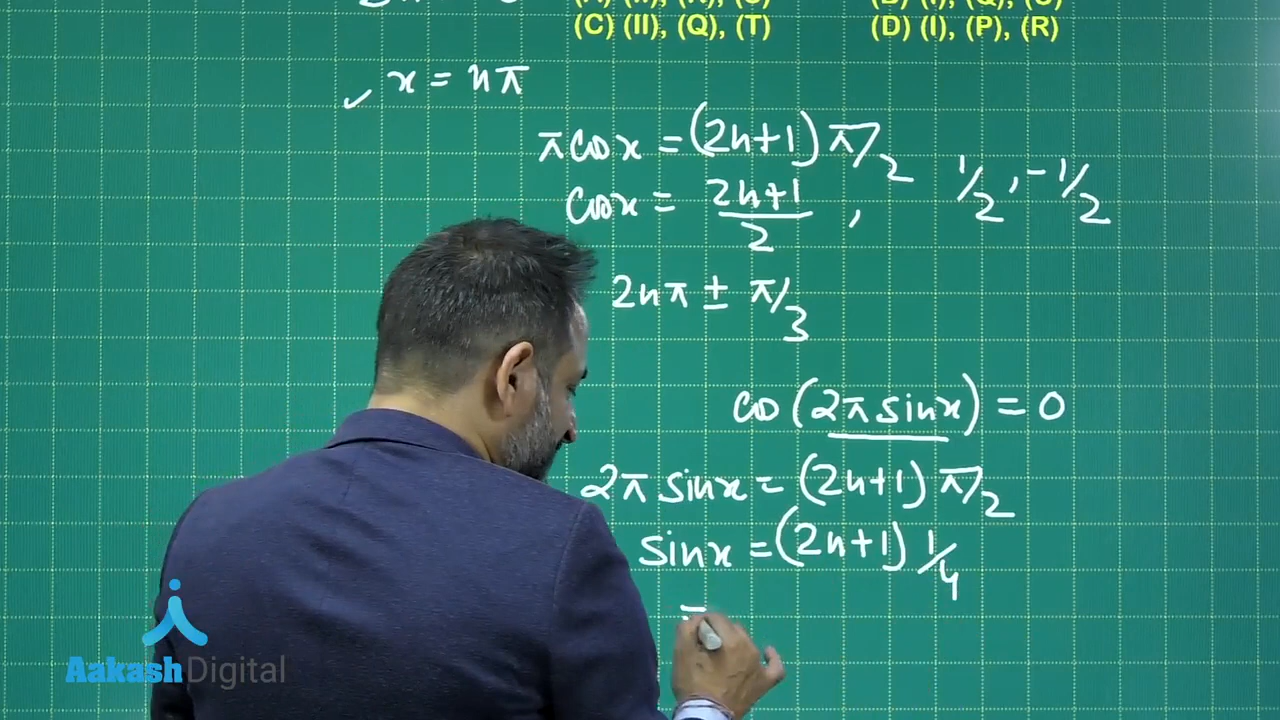 (C) (II), (Q), (T) (D) (I), (P), (R)
✓ x = nπ
π cos x = (2n+1) π/2 1/2, -1/2
cos x = (2n+1)/2 ,
2nπ ± π/3
cos (2π sin x) = 0
2π sin x = (2n+1) π/2
sin x = (2n+1) 1/4
Aakash Digital